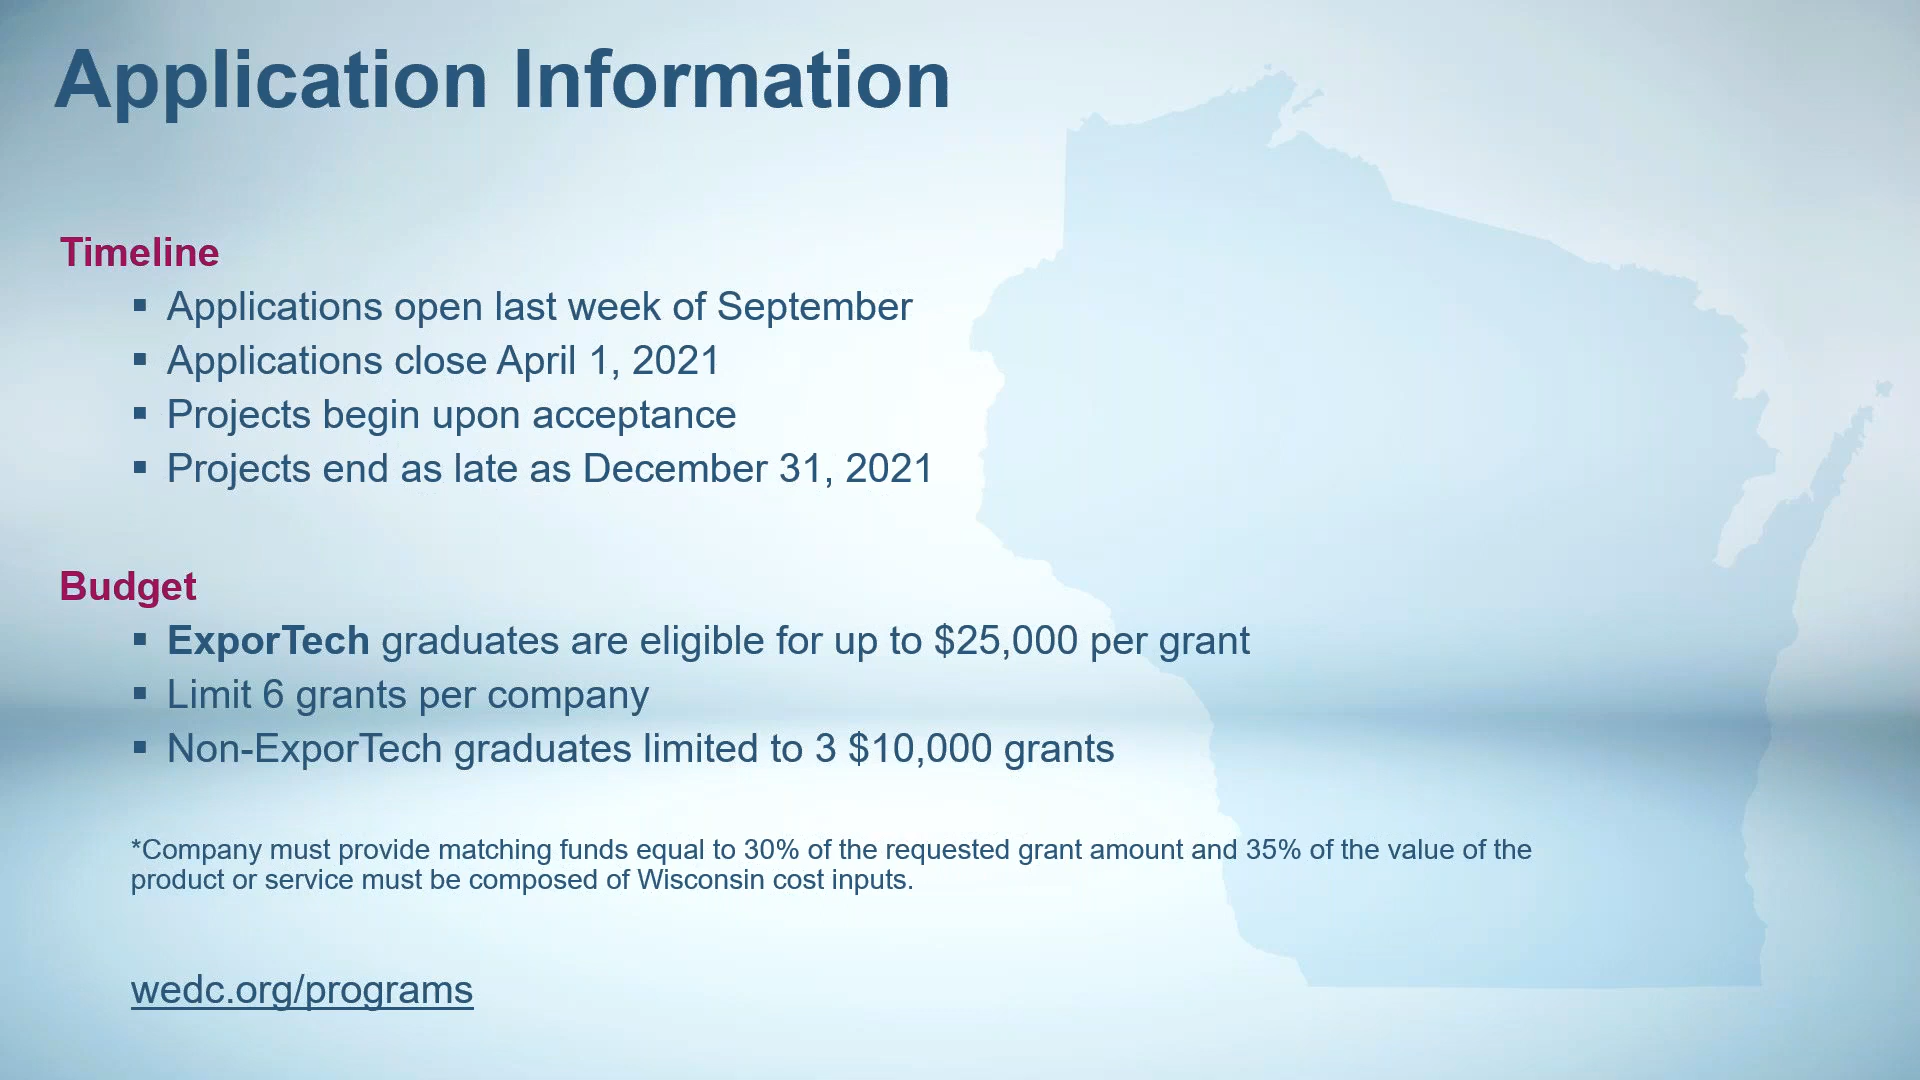 Application Information
Timeline
▪ Applications open last week of September
▪ Applications close April 1, 2021
▪ Projects begin upon acceptance
▪ Projects end as late as December 31, 2021
Budget
▪ ExporTech graduates are eligible for up to $25,000 per grant
▪ Limit 6 grants per company
▪ Non-ExporTech graduates limited to 3 $10,000 grants
*Company must provide matching funds equal to 30% of the requested grant amount and 35% of the value of the
product or service must be composed of Wisconsin cost inputs.
wedc.org/programs